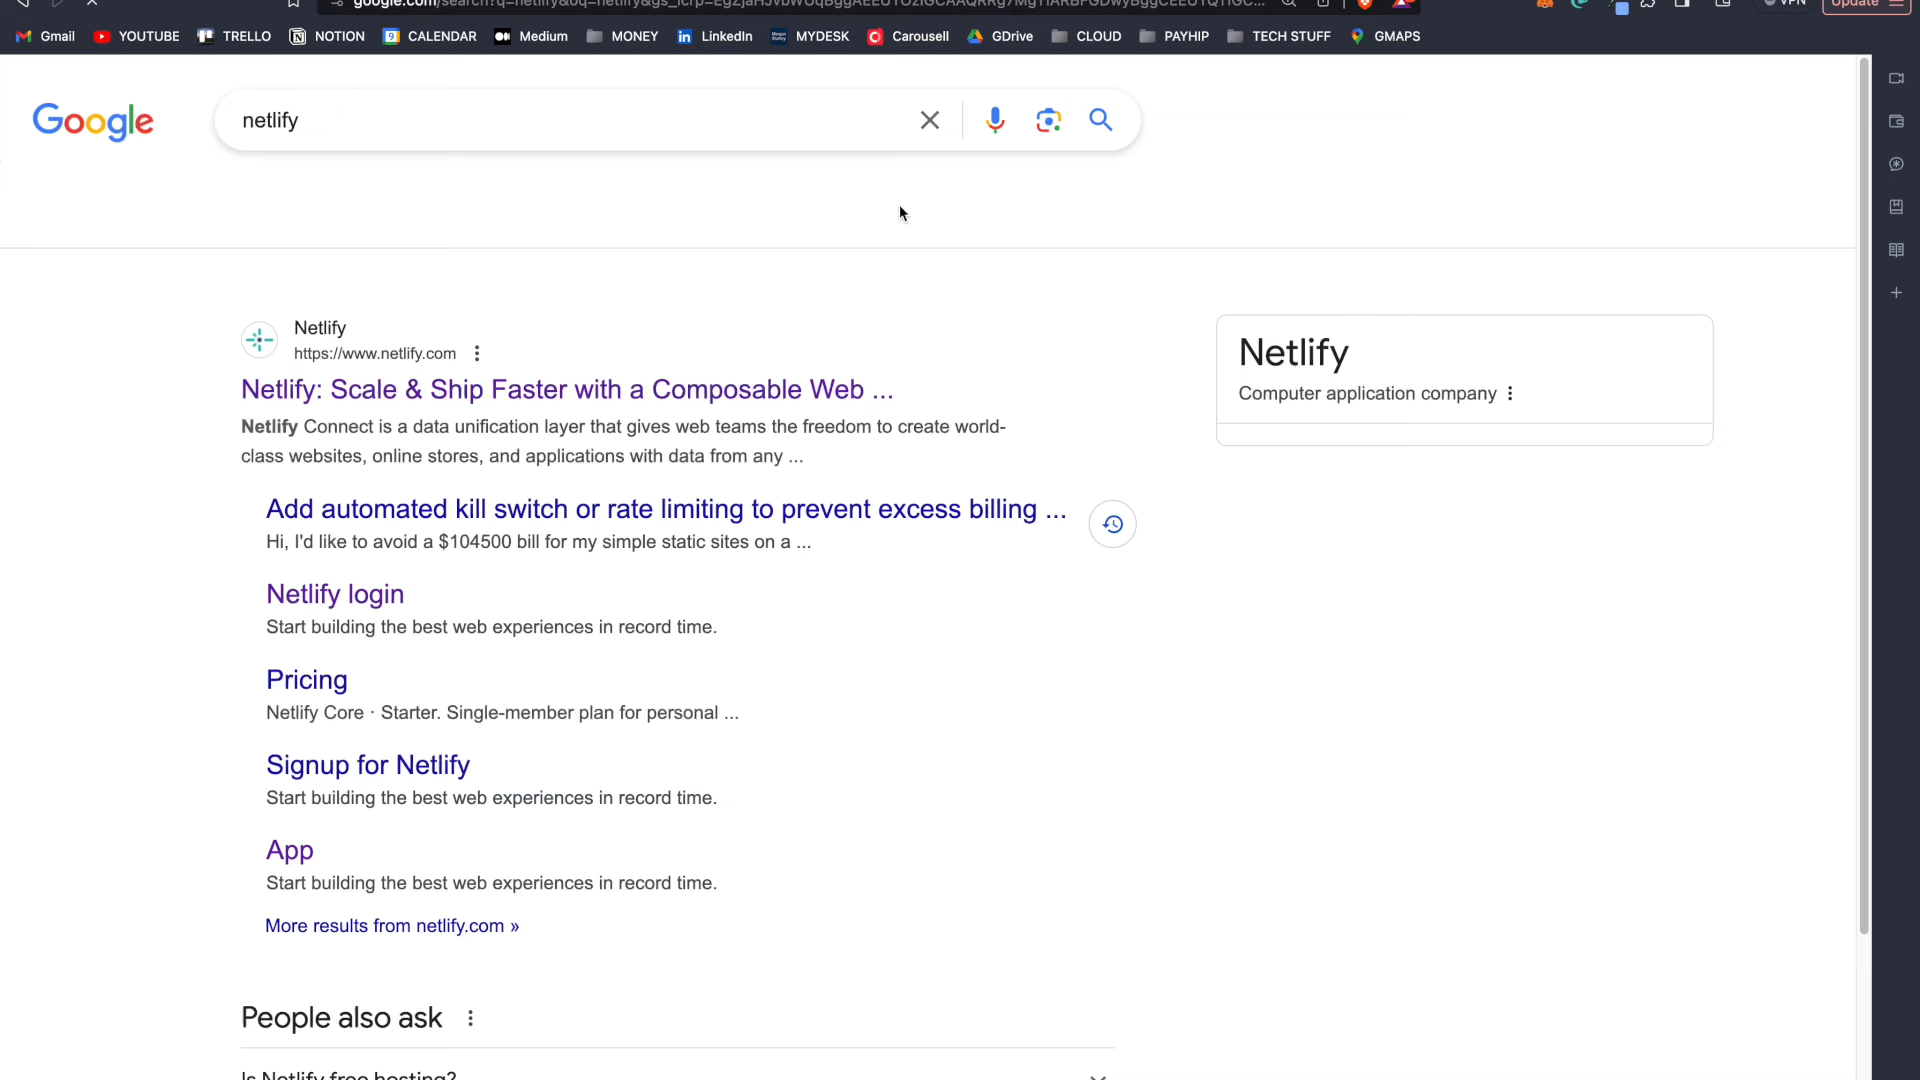 VPN
Update
Gmail YOUTUBE TRELLO NOTION CALENDAR Medium MONEY LinkedIn MYDESK Carousell GDrive CLOUD PAYHIP TECH STUFF GMAPS
Google
netlify
Netlify
https://www.netlify.com
Netlify: Scale & Ship Faster with a Composable Web ...
Netlify Connect is a data unification layer that gives web teams the freedom to create world-
class websites, online stores, and applications with data from any ...
Add automated kill switch or rate limiting to prevent excess billing ...
Hi, I'd like to avoid a $104500 bill for my simple static sites on a ...
Netlify login
Start building the best web experiences in record time.
Pricing
Netlify Core · Starter. Single-member plan for personal ...
Signup for Netlify
Start building the best web experiences in record time.
App
Start building the best web experiences in record time.
More results from netlify.com »
Netlify
Computer application company
People also ask
Is Netlify free hosting?